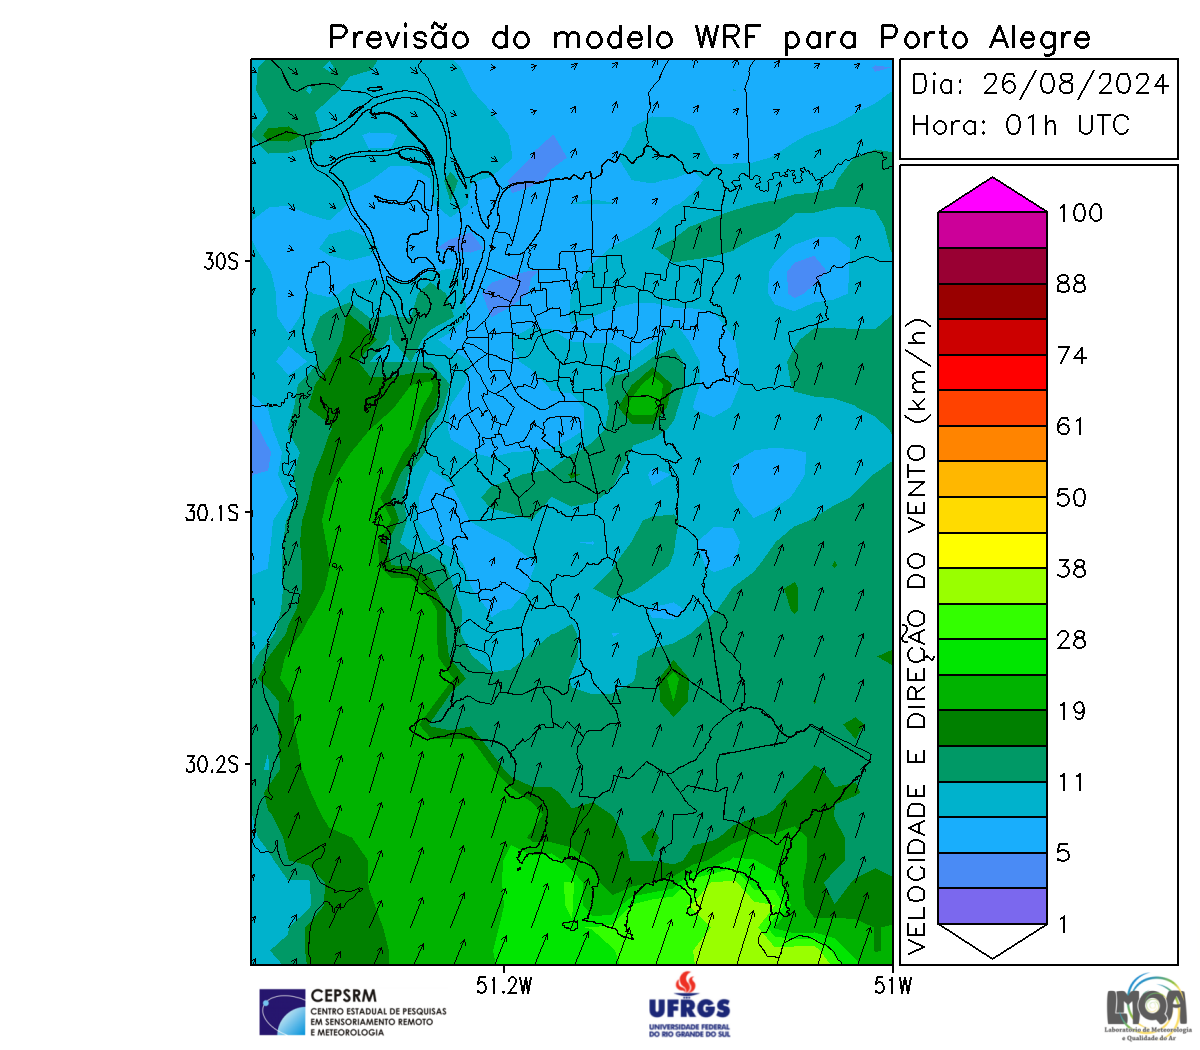 Previsão do modelo WRF para Porto Alegre
Dia: 26/08/2024
Hora: 01h UTC
30S
30.1S
30.2S
51.2W
51W
VELOCIDADE E DIREÇÃO DO VENTO (km/h)
100
88
74
61
50
38
28
19
11
5
1
CEPSRM
CENTRO ESTADUAL DE PESQUISAS
EM SENSORIAMENTO REMOTO
E METEOROLOGIA
UFRGS
UNIVERSIDADE FEDERAL
DO RIO GRANDE DO SUL
LMQA
Laboratório de Meteorologia
e Qualidade do Ar